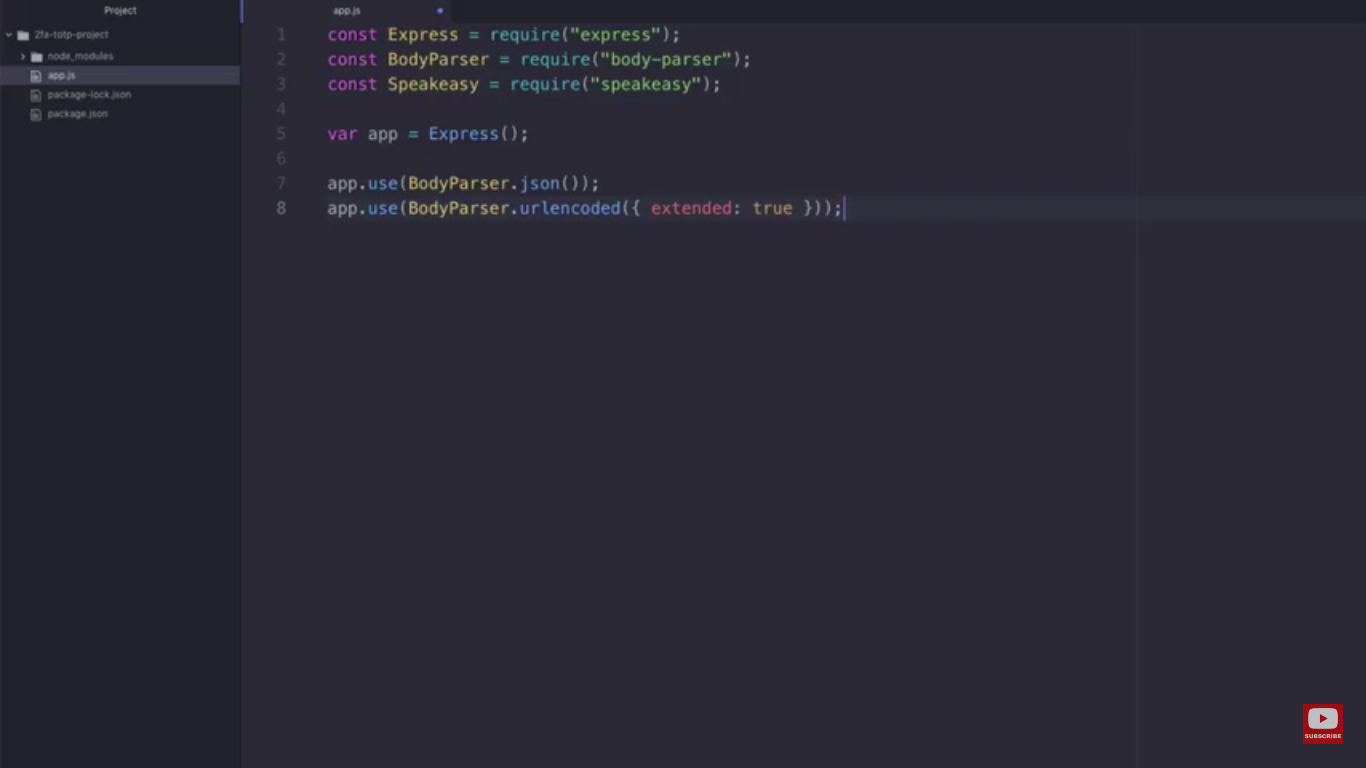 Project
2fa-totp-project
node_modules
app.js
package-lock.json
package.json
app.js
1 const Express = require("express");
2 const BodyParser = require("body-parser");
3 const Speakeasy = require("speakeasy");
4
5 var app = Express();
6
7 app.use(BodyParser.json());
8 app.use(BodyParser.urlencoded({ extended: true }));
SUBSCRIBE